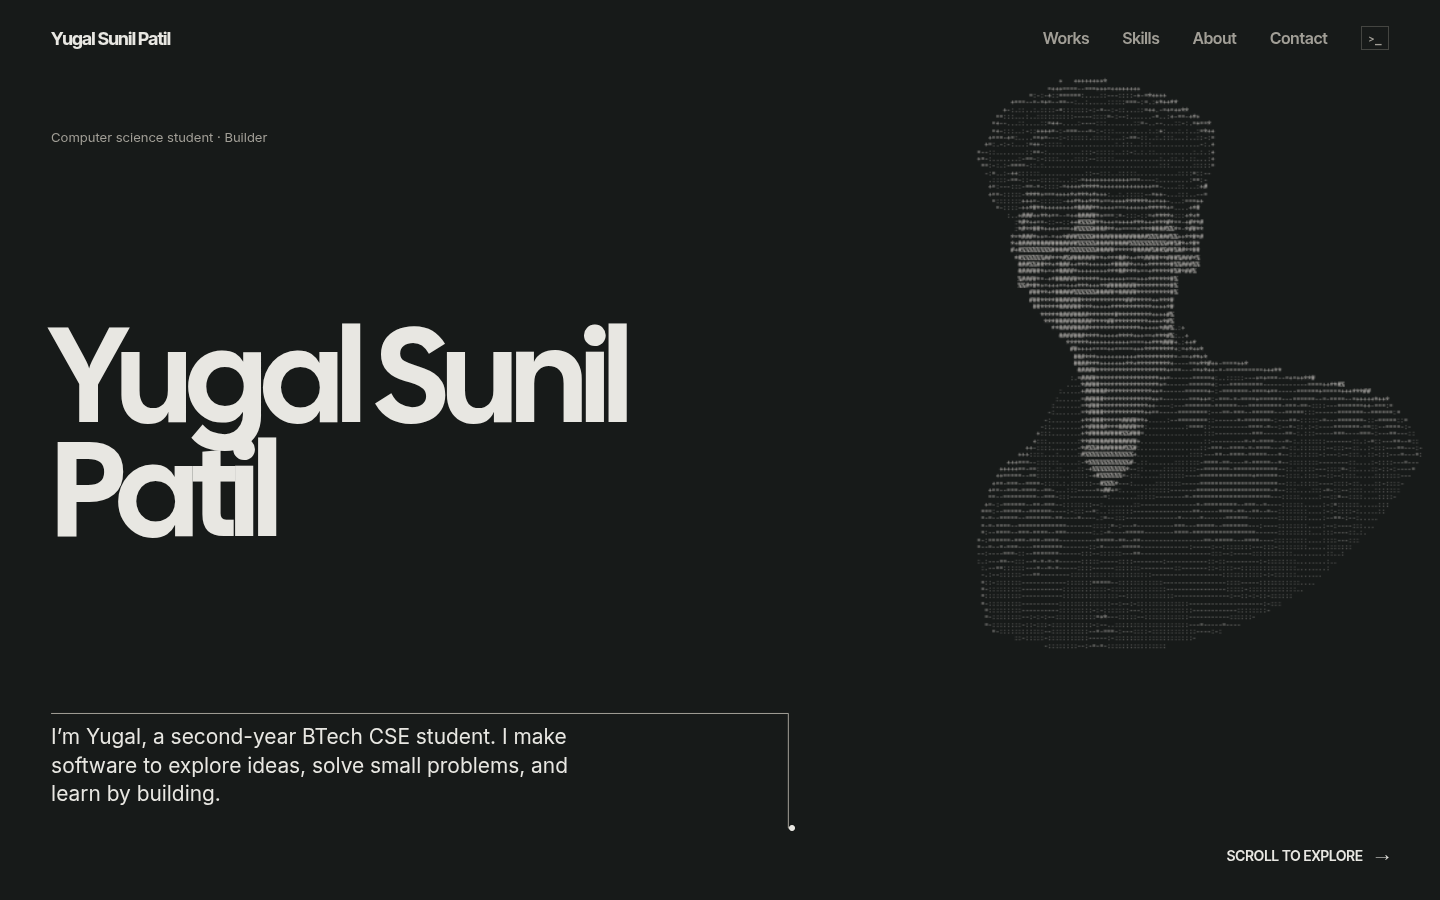 Yugal Sunil Patil
Works Skills About Contact >_
Computer science student · Builder
Yugal Sunil
Patil
I’m Yugal, a second-year BTech CSE student. I make
software to explore ideas, solve small problems, and
learn by building.
SCROLL TO EXPLORE →